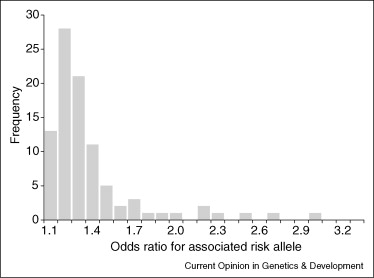 30
25
20
15
10
5
0
Frequency
1.1 1.4 1.7 2.0 2.3 2.6 2.9 3.2
Odds ratio for associated risk allele
Current Opinion in Genetics & Development